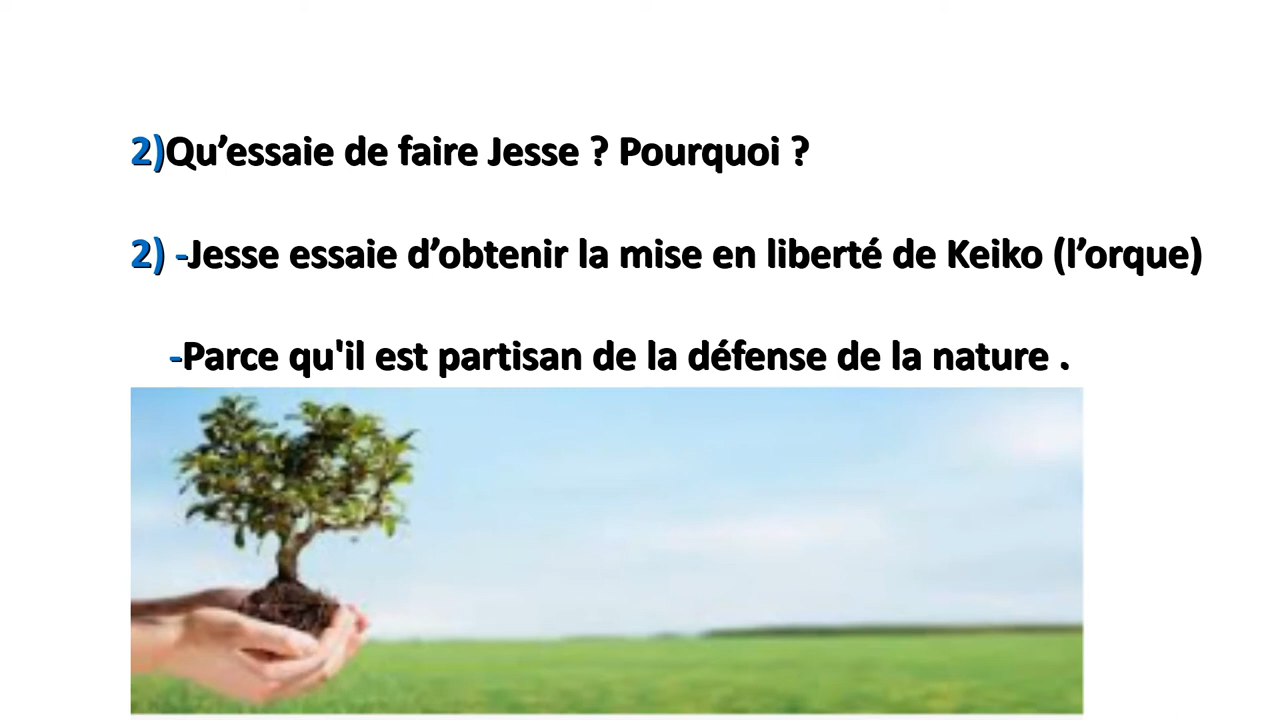 2)Qu’essaie de faire Jesse ? Pourquoi ?
2) -Jesse essaie d’obtenir la mise en liberté de Keiko (l’orque)
-Parce qu'il est partisan de la défense de la nature .